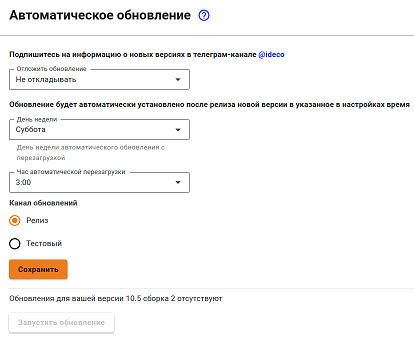 Автоматическое обновление
Подпишитесь на информацию о новых версиях в телеграм-канале @ideco
Отложить обновление
Не откладывать
Обновление будет автоматически установлено после релиза новой версии в указанное в настройках время
День недели
Суббота
День недели автоматического обновления с
перезагрузкой
Час автоматической перезагрузки
3:00
Канал обновлений
Релиз
Тестовый
Сохранить
Обновления для вашей версии 10.5 сборка 2 отсутствуют
Запустить обновление